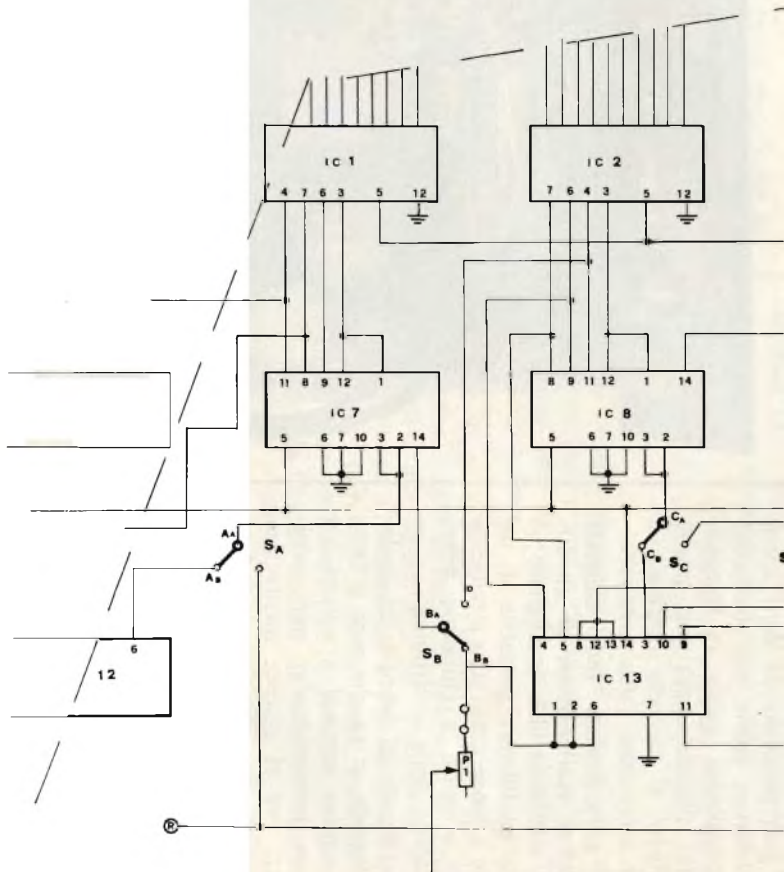 IC 1
4 7 6 3 5 12
IC 2
7 6 4 3 5 12
11 8 9 12 1
IC 7
5 6 7 10 3 2 14
8 9 11 12 1 14
IC 8
5 6 7 10 3 2
AA
SA
AB
CA
CB
SC
S
D
BA
SB
BB
6
12
4 5 8 12 13 14 3 10 9
IC 13
1 2 6 7 11
P
1
R